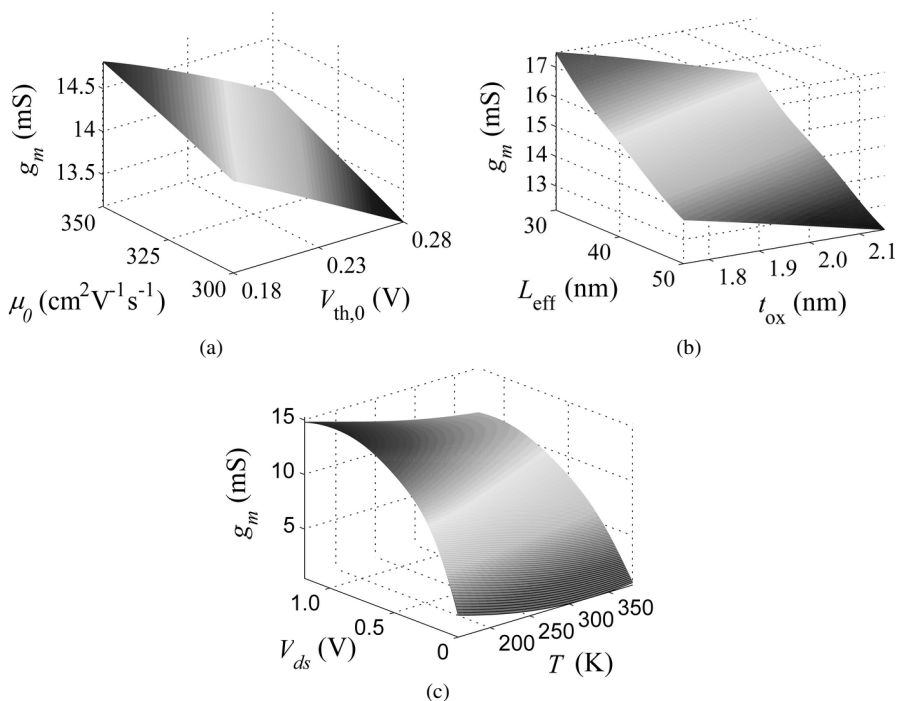 14.5
14
13.5
g_m (mS)
350
325
300
μ_0 (cm²V⁻¹s⁻¹)
0.18
0.23
0.28
V_th,0 (V)
(a)
17
16
15
14
13
g_m (mS)
30
40
50
L_eff (nm)
1.8
1.9
2.0
2.1
t_ox (nm)
(b)
15
10
5
g_m (mS)
1.0
0.5
0
V_ds (V)
200
250
300
350
T (K)
(c)